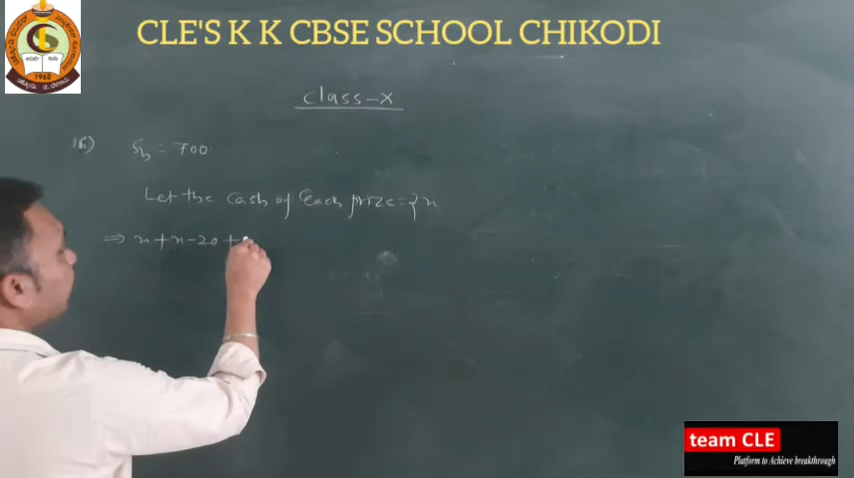 CLE'S K K CBSE SCHOOL CHIKODI
1962
Class-X
16) S₇ = 700.
Let the cash of Each prize = ₹ x
⇒ x + x - 20 +
team CLE
Platform to Achieve breakthrough